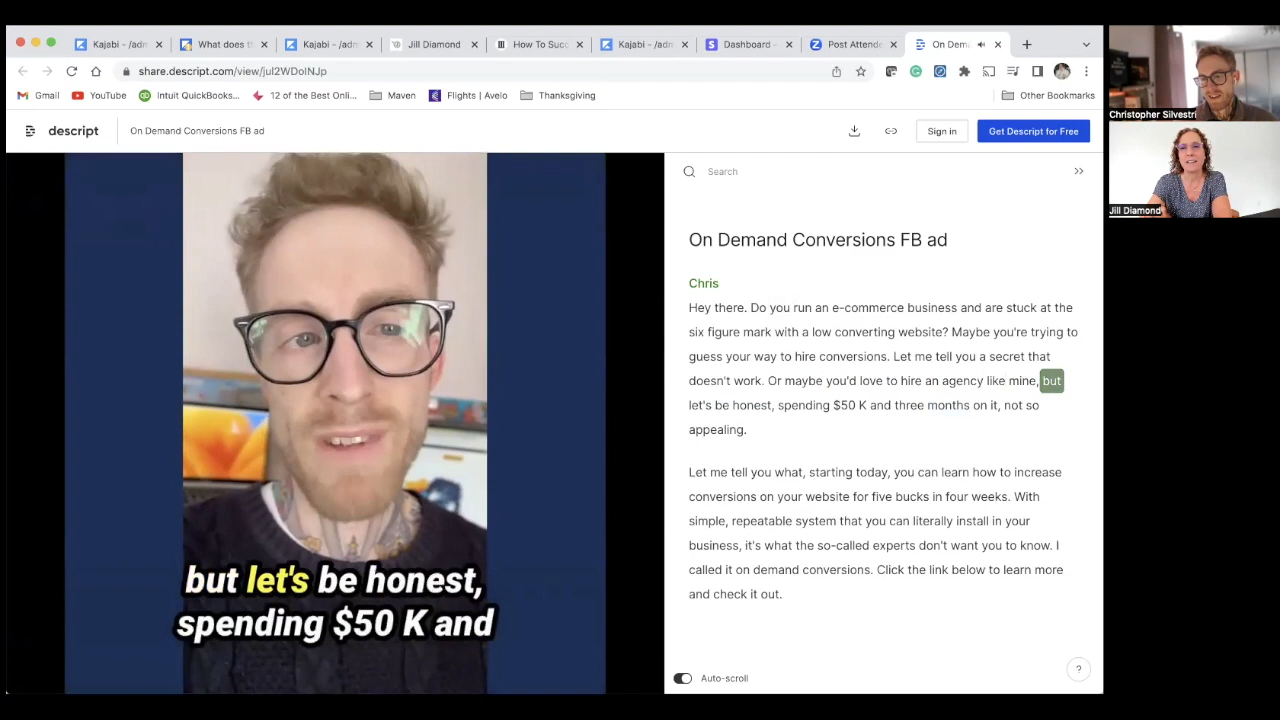 Kajabi - /adm
What does th
Kajabi - /adm
Jill Diamond
How To Succ
Kajabi - /adm
Dashboard -
Post Attende
On Dema
share.descript.com/view/jul2WDolNJp
Gmail
YouTube
Intuit QuickBooks...
12 of the Best Onli...
Maven
Flights | Avelo
Thanksgiving
Other Bookmarks
descript
On Demand Conversions FB ad
Sign in
Get Descript for Free
Search
On Demand Conversions FB ad
Chris
Hey there. Do you run an e-commerce business and are stuck at the
six figure mark with a low converting website? Maybe you're trying to
guess your way to hire conversions. Let me tell you a secret that
doesn't work. Or maybe you'd love to hire an agency like mine, but
let's be honest, spending $50 K and three months on it, not so
appealing.
Let me tell you what, starting today, you can learn how to increase
conversions on your website for five bucks in four weeks. With
simple, repeatable system that you can literally install in your
business, it's what the so-called experts don't want you to know. I
called it on demand conversions. Click the link below to learn more
and check it out.
Auto-scroll
?
but let's be honest,
spending $50 K and
Christopher Silvestri
Jill Diamond